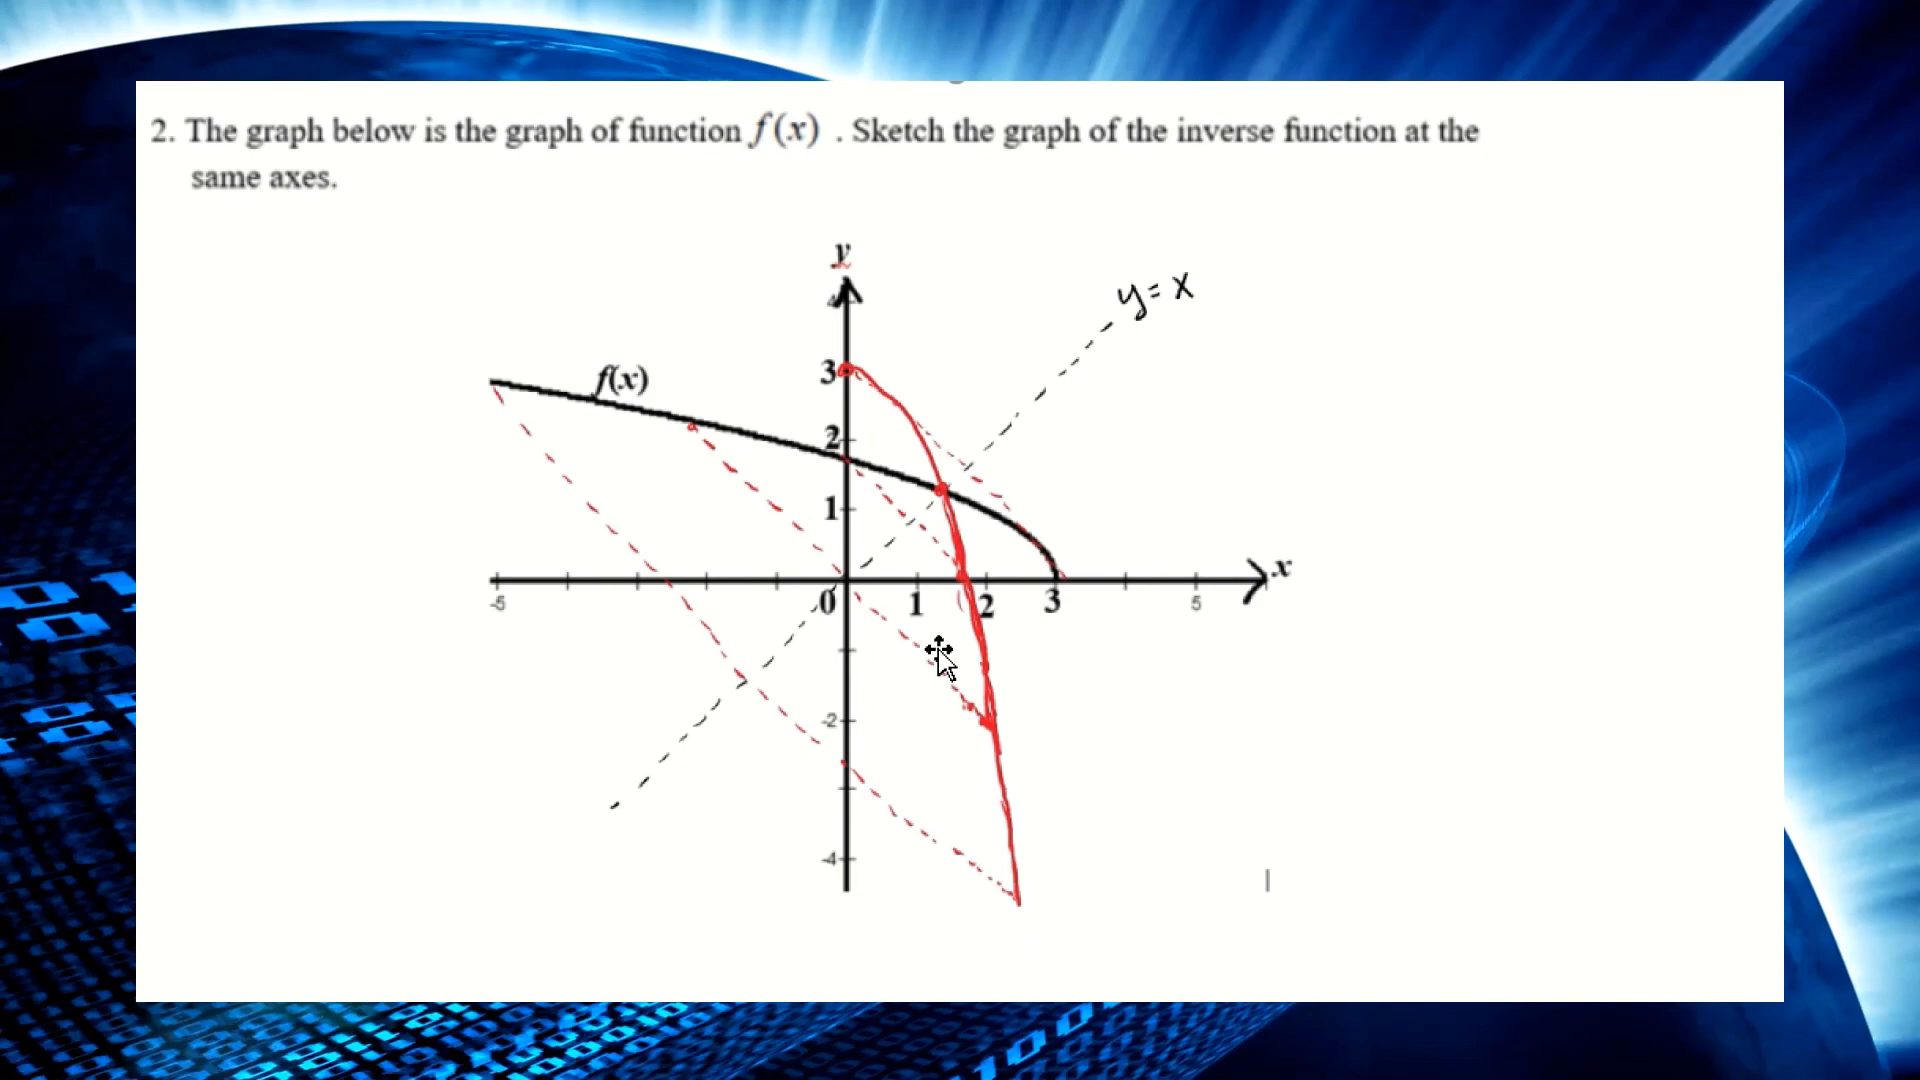 2. The graph below is the graph of function f(x) . Sketch the graph of the inverse function at the
same axes.
y
y = x
4
f(x)
3
2
1
x
-5 0 1 2 3 5
-2
-4